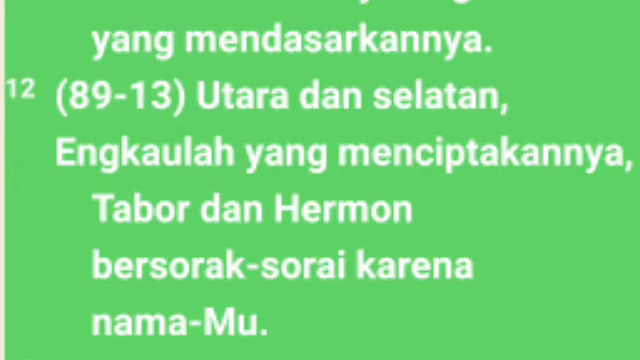 yang mendasarkannya.
12 (89-13) Utara dan selatan,
Engkaulah yang menciptakannya,
Tabor dan Hermon
bersorak-sorai karena
nama-Mu.